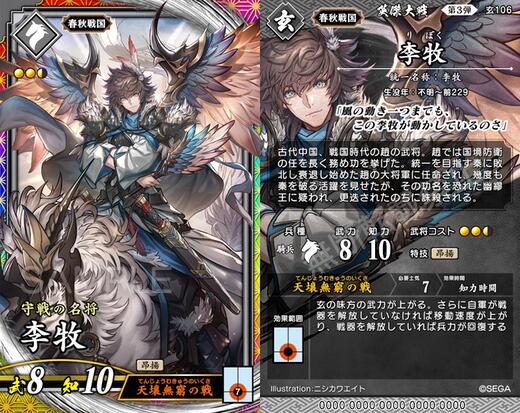 春秋戦国
SAMPLE
守戦の名将
李牧
昂揚
武8 知10
てんじょうむきゅうのいくさ
天壌無窮の戦
7
玄
春秋戦国
英傑大戦
第3弾
玄106
りぼく
李牧
統一名称：李牧
生没年：不明～前229
「風の動き一つまでも、
この李牧が動かしているのさ」
古代中国、戦国時代の趙の武将。趙では国境防衛
の任を長く務め功を挙げた。統一を目指す秦に敗
北し衰退し始めた趙の大将軍に任命され、幾度も
秦を破る活躍を見せたが、その功名を恐れた幽繆
王に疑われ、更迭されたのちに誅殺される。
兵種 武力 知力 武将コスト
騎兵 8 10
特技 昂揚
てんじょうむきゅうのいくさ
天壌無窮の戦
必要士気 7
効果時間 知力時間
効果範囲
玄の味方の武力が上がる。さらに自軍が戦
器を解放していなければ移動速度が上が
り、戦器を解放していれば兵力が回復する
Illustration:ニシカワエイト
©SEGA
0000-0000-0000-0000-0000